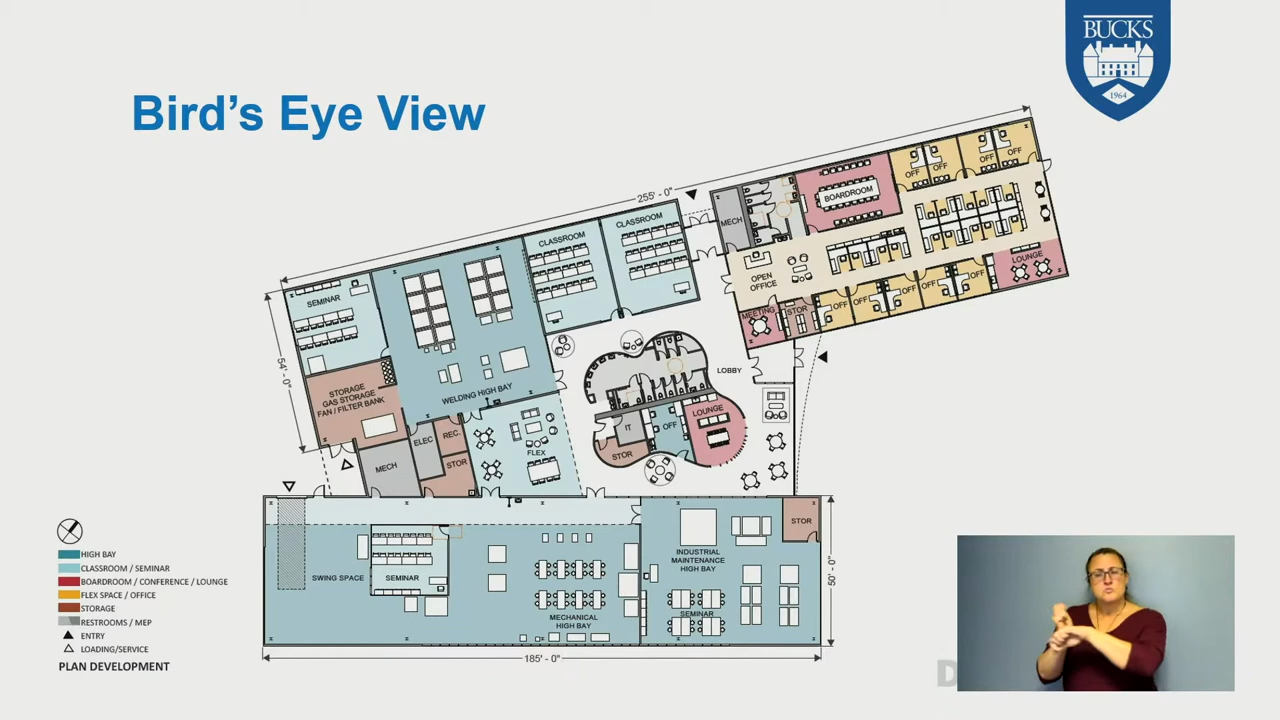 BUCKS
1964
Bird's Eye View
255' - 0"
OFF
OFF
OFF
OFF
BOARDROOM
MECH
CLASSROOM
CLASSROOM
LOUNGE
OPEN
OFFICE
OFF
OFF
OFF
OFF
OFF
MEETING
STOR
SEMINAR
54' - 0"
STORAGE
GAS STORAGE
FAN / FILTER BANK
WELDING HIGH BAY
LOBBY
LOUNGE
IT
OFF
STOR
ELEC
REC.
MECH
STOR
FLEX
STOR
INDUSTRIAL
MAINTENANCE
HIGH BAY
SWING SPACE
SEMINAR
SEMINAR
MECHANICAL
HIGH BAY
50' - 0"
185' - 0"
HIGH BAY
CLASSROOM / SEMINAR
BOARDROOM / CONFERENCE / LOUNGE
FLEX SPACE / OFFICE
STORAGE
RESTROOMS / MEP
ENTRY
LOADING/SERVICE
PLAN DEVELOPMENT
D